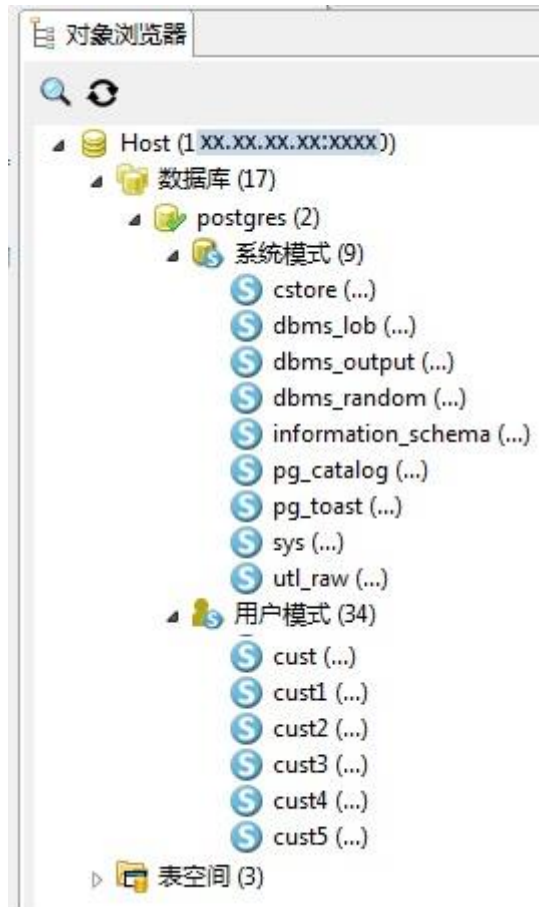 对象浏览器
Host (1 xx.xx.xx.xx:xxxx))
数据库 (17)
postgres (2)
系统模式 (9)
cstore (...)
dbms_lob (...)
dbms_output (...)
dbms_random (...)
information_schema (...)
pg_catalog (...)
pg_toast (...)
sys (...)
utl_raw (...)
用户模式 (34)
cust (...)
cust1 (...)
cust2 (...)
cust3 (...)
cust4 (...)
cust5 (...)
表空间 (3)